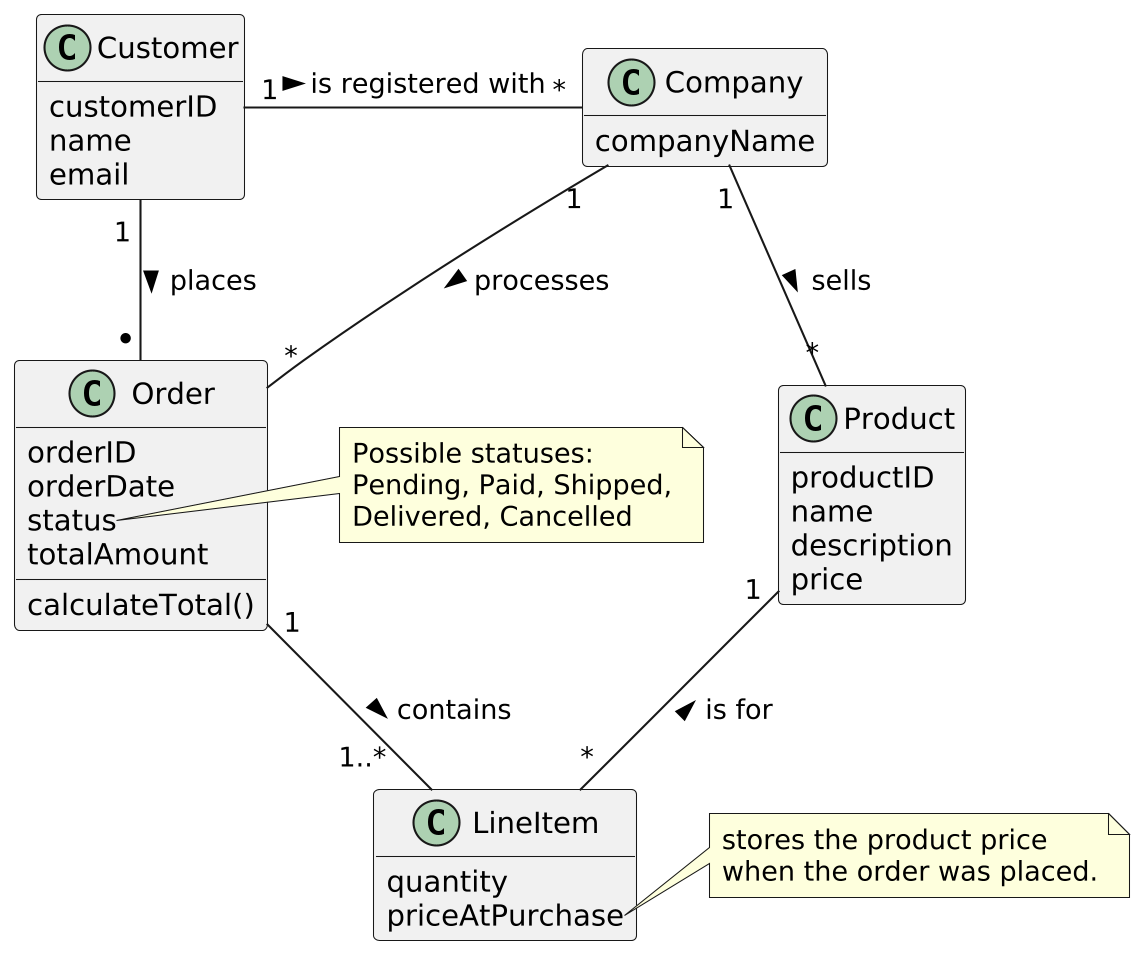 C Customer
customerID
name
email
1 ► is registered with *
C Company
companyName
1
▼ places
•
1
◄ processes
*
1
► sells
*
C Order
orderID
orderDate
status
totalAmount
calculateTotal()
Possible statuses:
Pending, Paid, Shipped,
Delivered, Cancelled
C Product
productID
name
description
price
1
► contains
1..*
1
► is for
*
C LineItem
quantity
priceAtPurchase
stores the product price
when the order was placed.